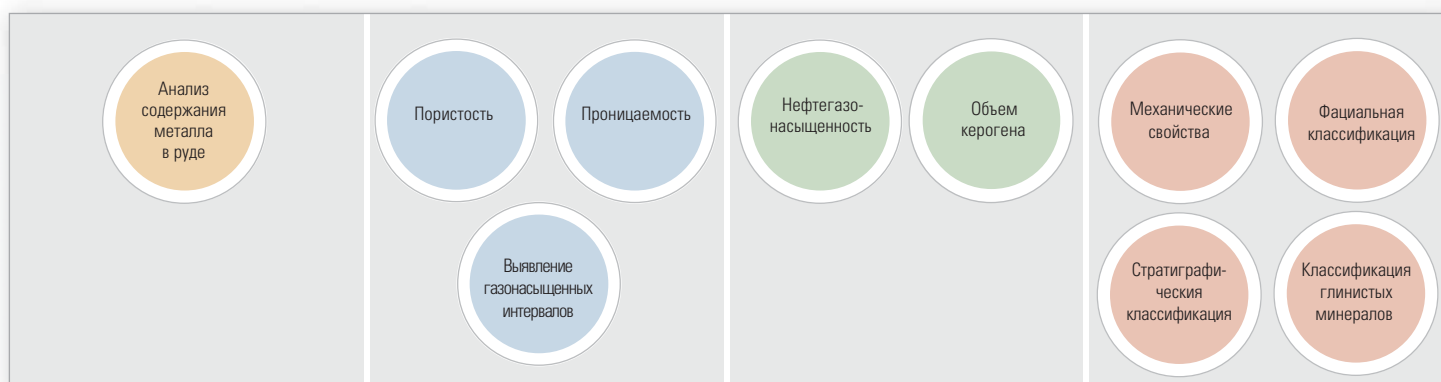 Анализ
содержания
металла
в руде
Пористость
Проницаемость
Выявление
газонасыщенных
интервалов
Нефтегазо-
насыщенность
Объем
керогена
Механические
свойства
Фациальная
классификация
Стратиграфи-
ческия
классификация
Классификация
глинистых
минералов